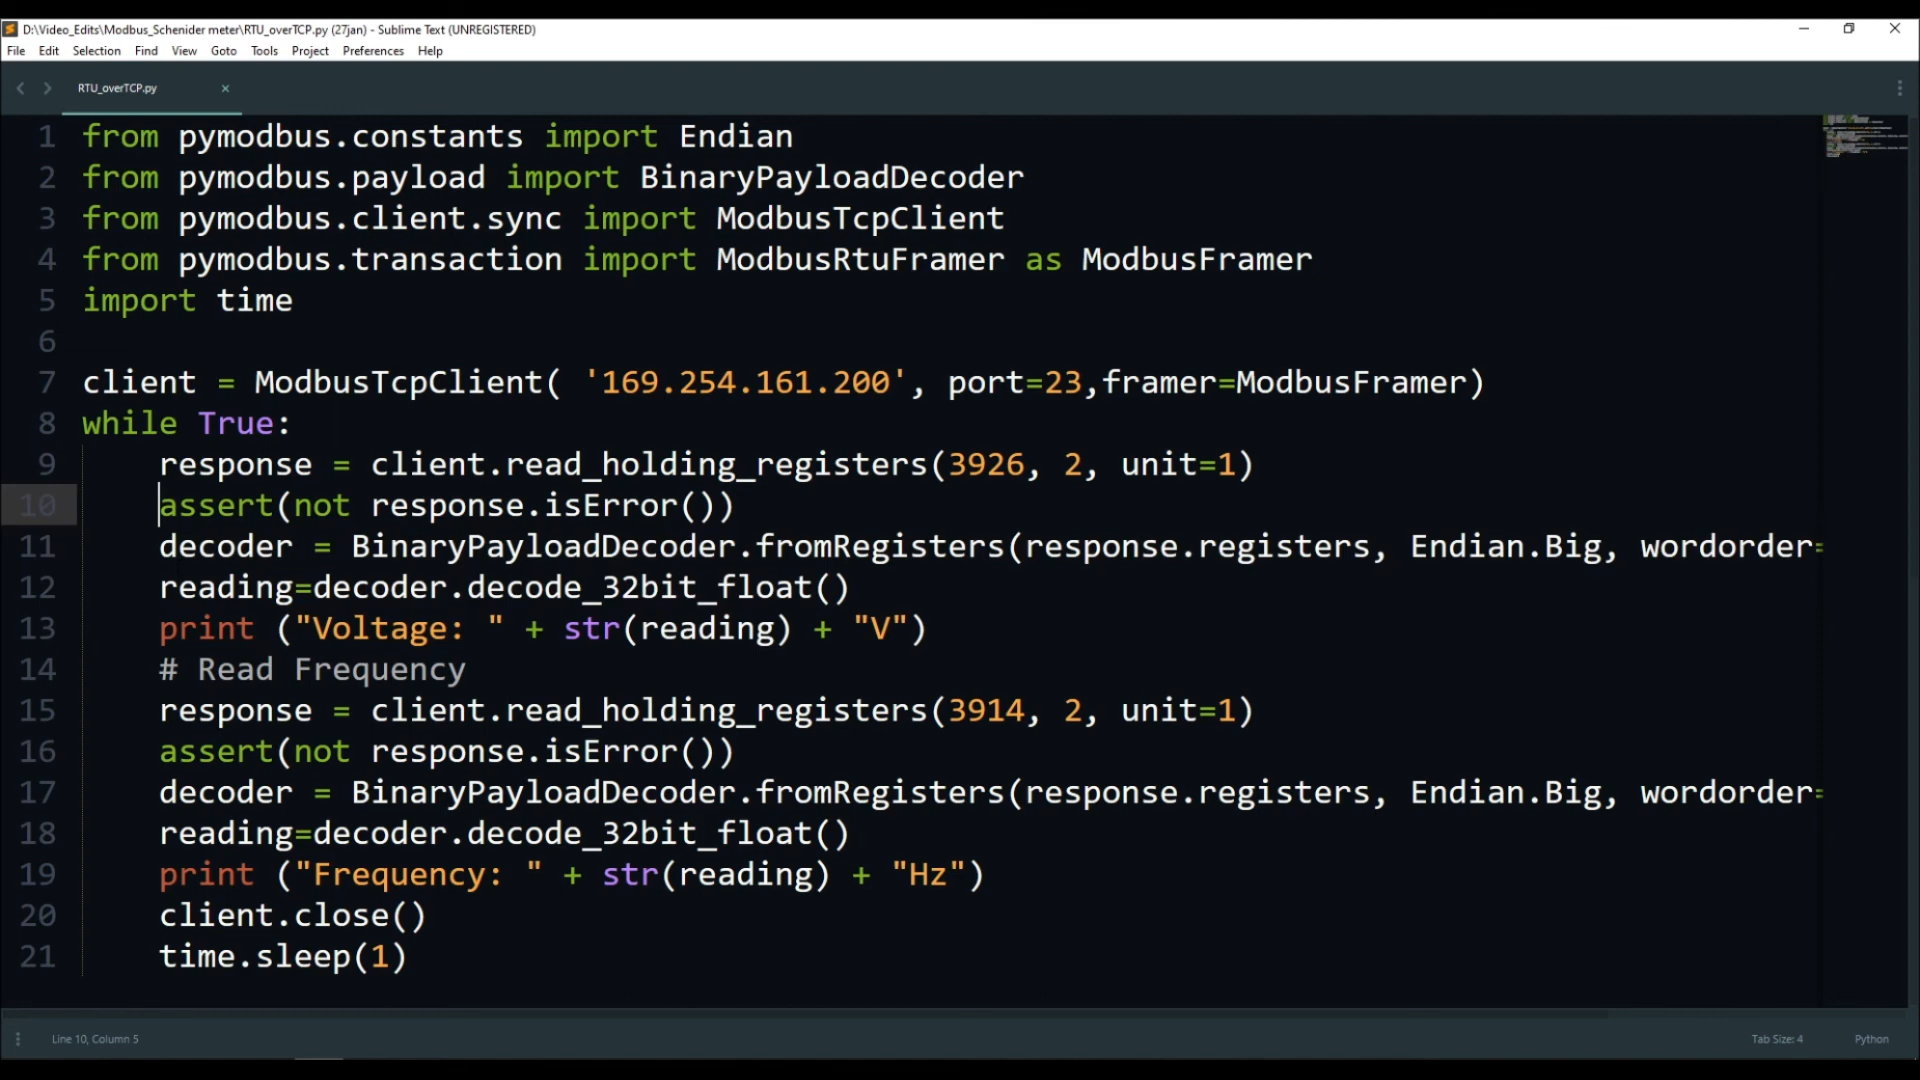 D:\Video_Edits\Modbus_Schenider meter\RTU_overTCP.py (27jan) - Sublime Text (UNREGISTERED)
File Edit Selection Find View Goto Tools Project Preferences Help
RTU_overTCP.py
1 from pymodbus.constants import Endian
2 from pymodbus.payload import BinaryPayloadDecoder
3 from pymodbus.client.sync import ModbusTcpClient
4 from pymodbus.transaction import ModbusRtuFramer as ModbusFramer
5 import time
6
7 client = ModbusTcpClient( '169.254.161.200', port=23,framer=ModbusFramer)
8 while True:
9 response = client.read_holding_registers(3926, 2, unit=1)
10 assert(not response.isError())
11 decoder = BinaryPayloadDecoder.fromRegisters(response.registers, Endian.Big, wordorder=
12 reading=decoder.decode_32bit_float()
13 print ("Voltage: " + str(reading) + "V")
14 # Read Frequency
15 response = client.read_holding_registers(3914, 2, unit=1)
16 assert(not response.isError())
17 decoder = BinaryPayloadDecoder.fromRegisters(response.registers, Endian.Big, wordorder=
18 reading=decoder.decode_32bit_float()
19 print ("Frequency: " + str(reading) + "Hz")
20 client.close()
21 time.sleep(1)
Line 10, Column 5 Tab Size: 4 Python